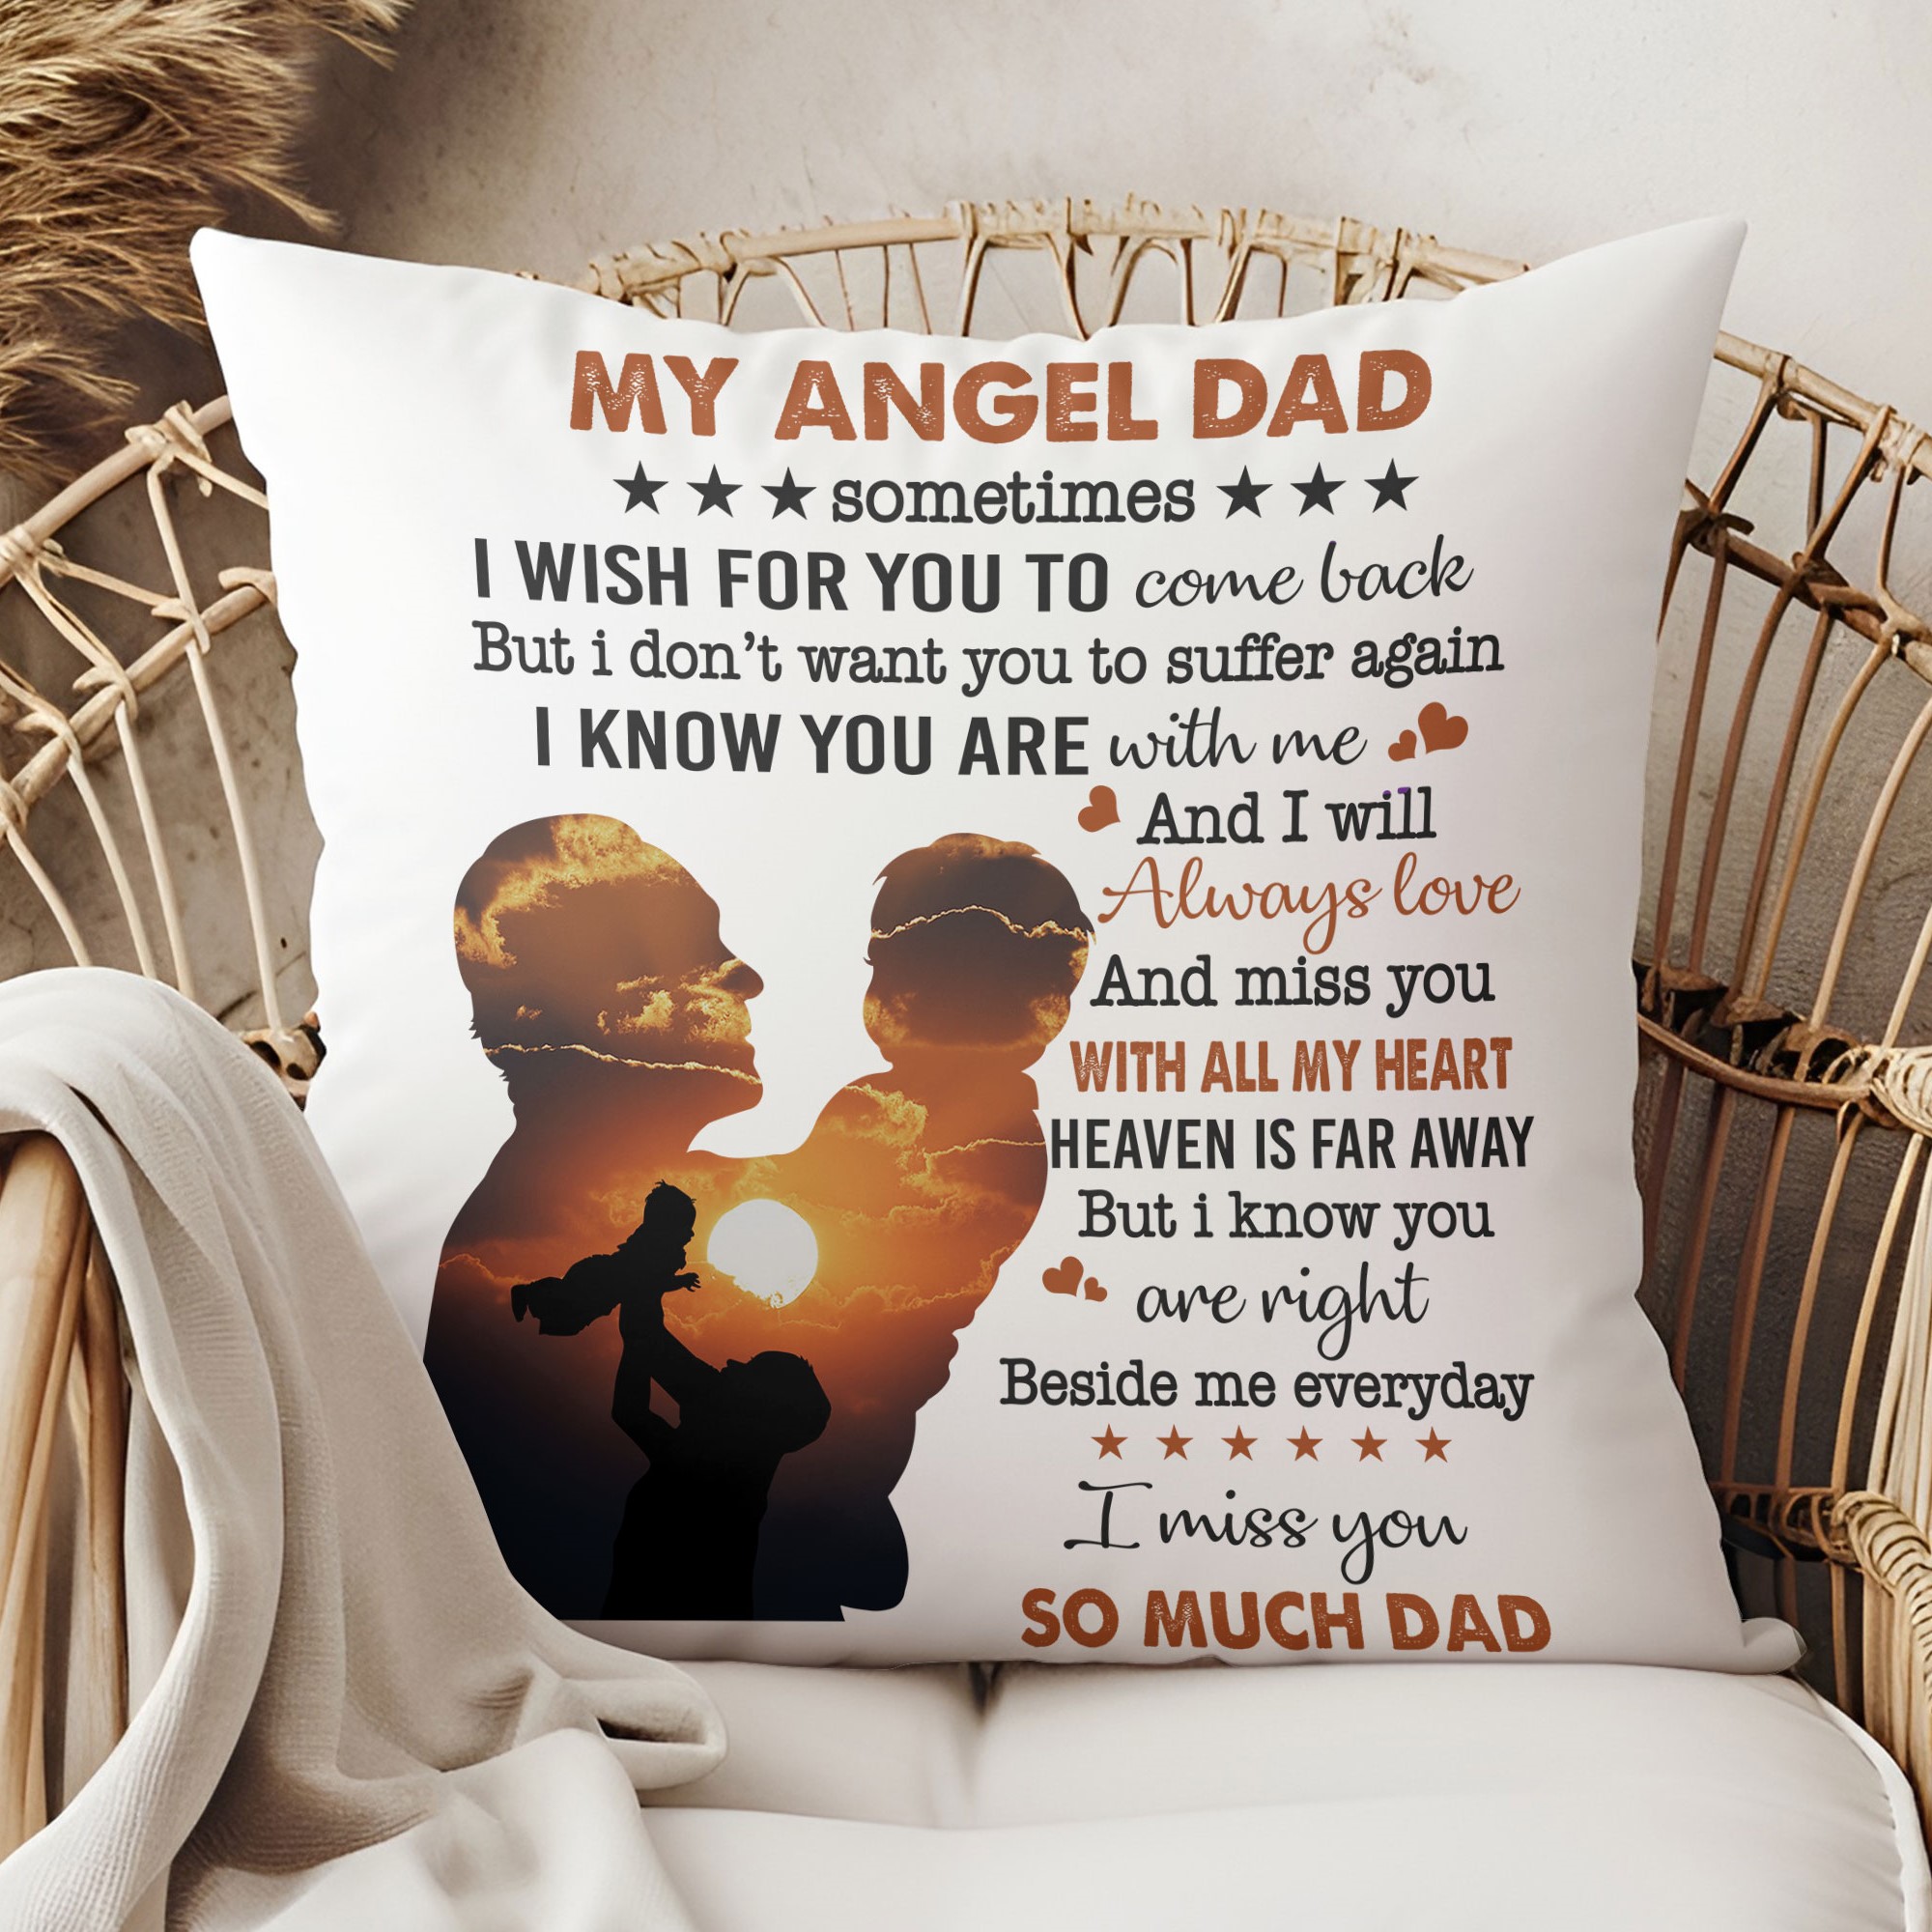 MY ANGEL DAD
sometimes
I WISH FOR YOU TO come back
But i don't want you to suffer again
I KNOW YOU ARE with me
And I will
Always love
And miss you
WITH ALL MY HEART
HEAVEN IS FAR AWAY
But i know you
are right
Beside me everyday
I miss you
SO MUCH DAD